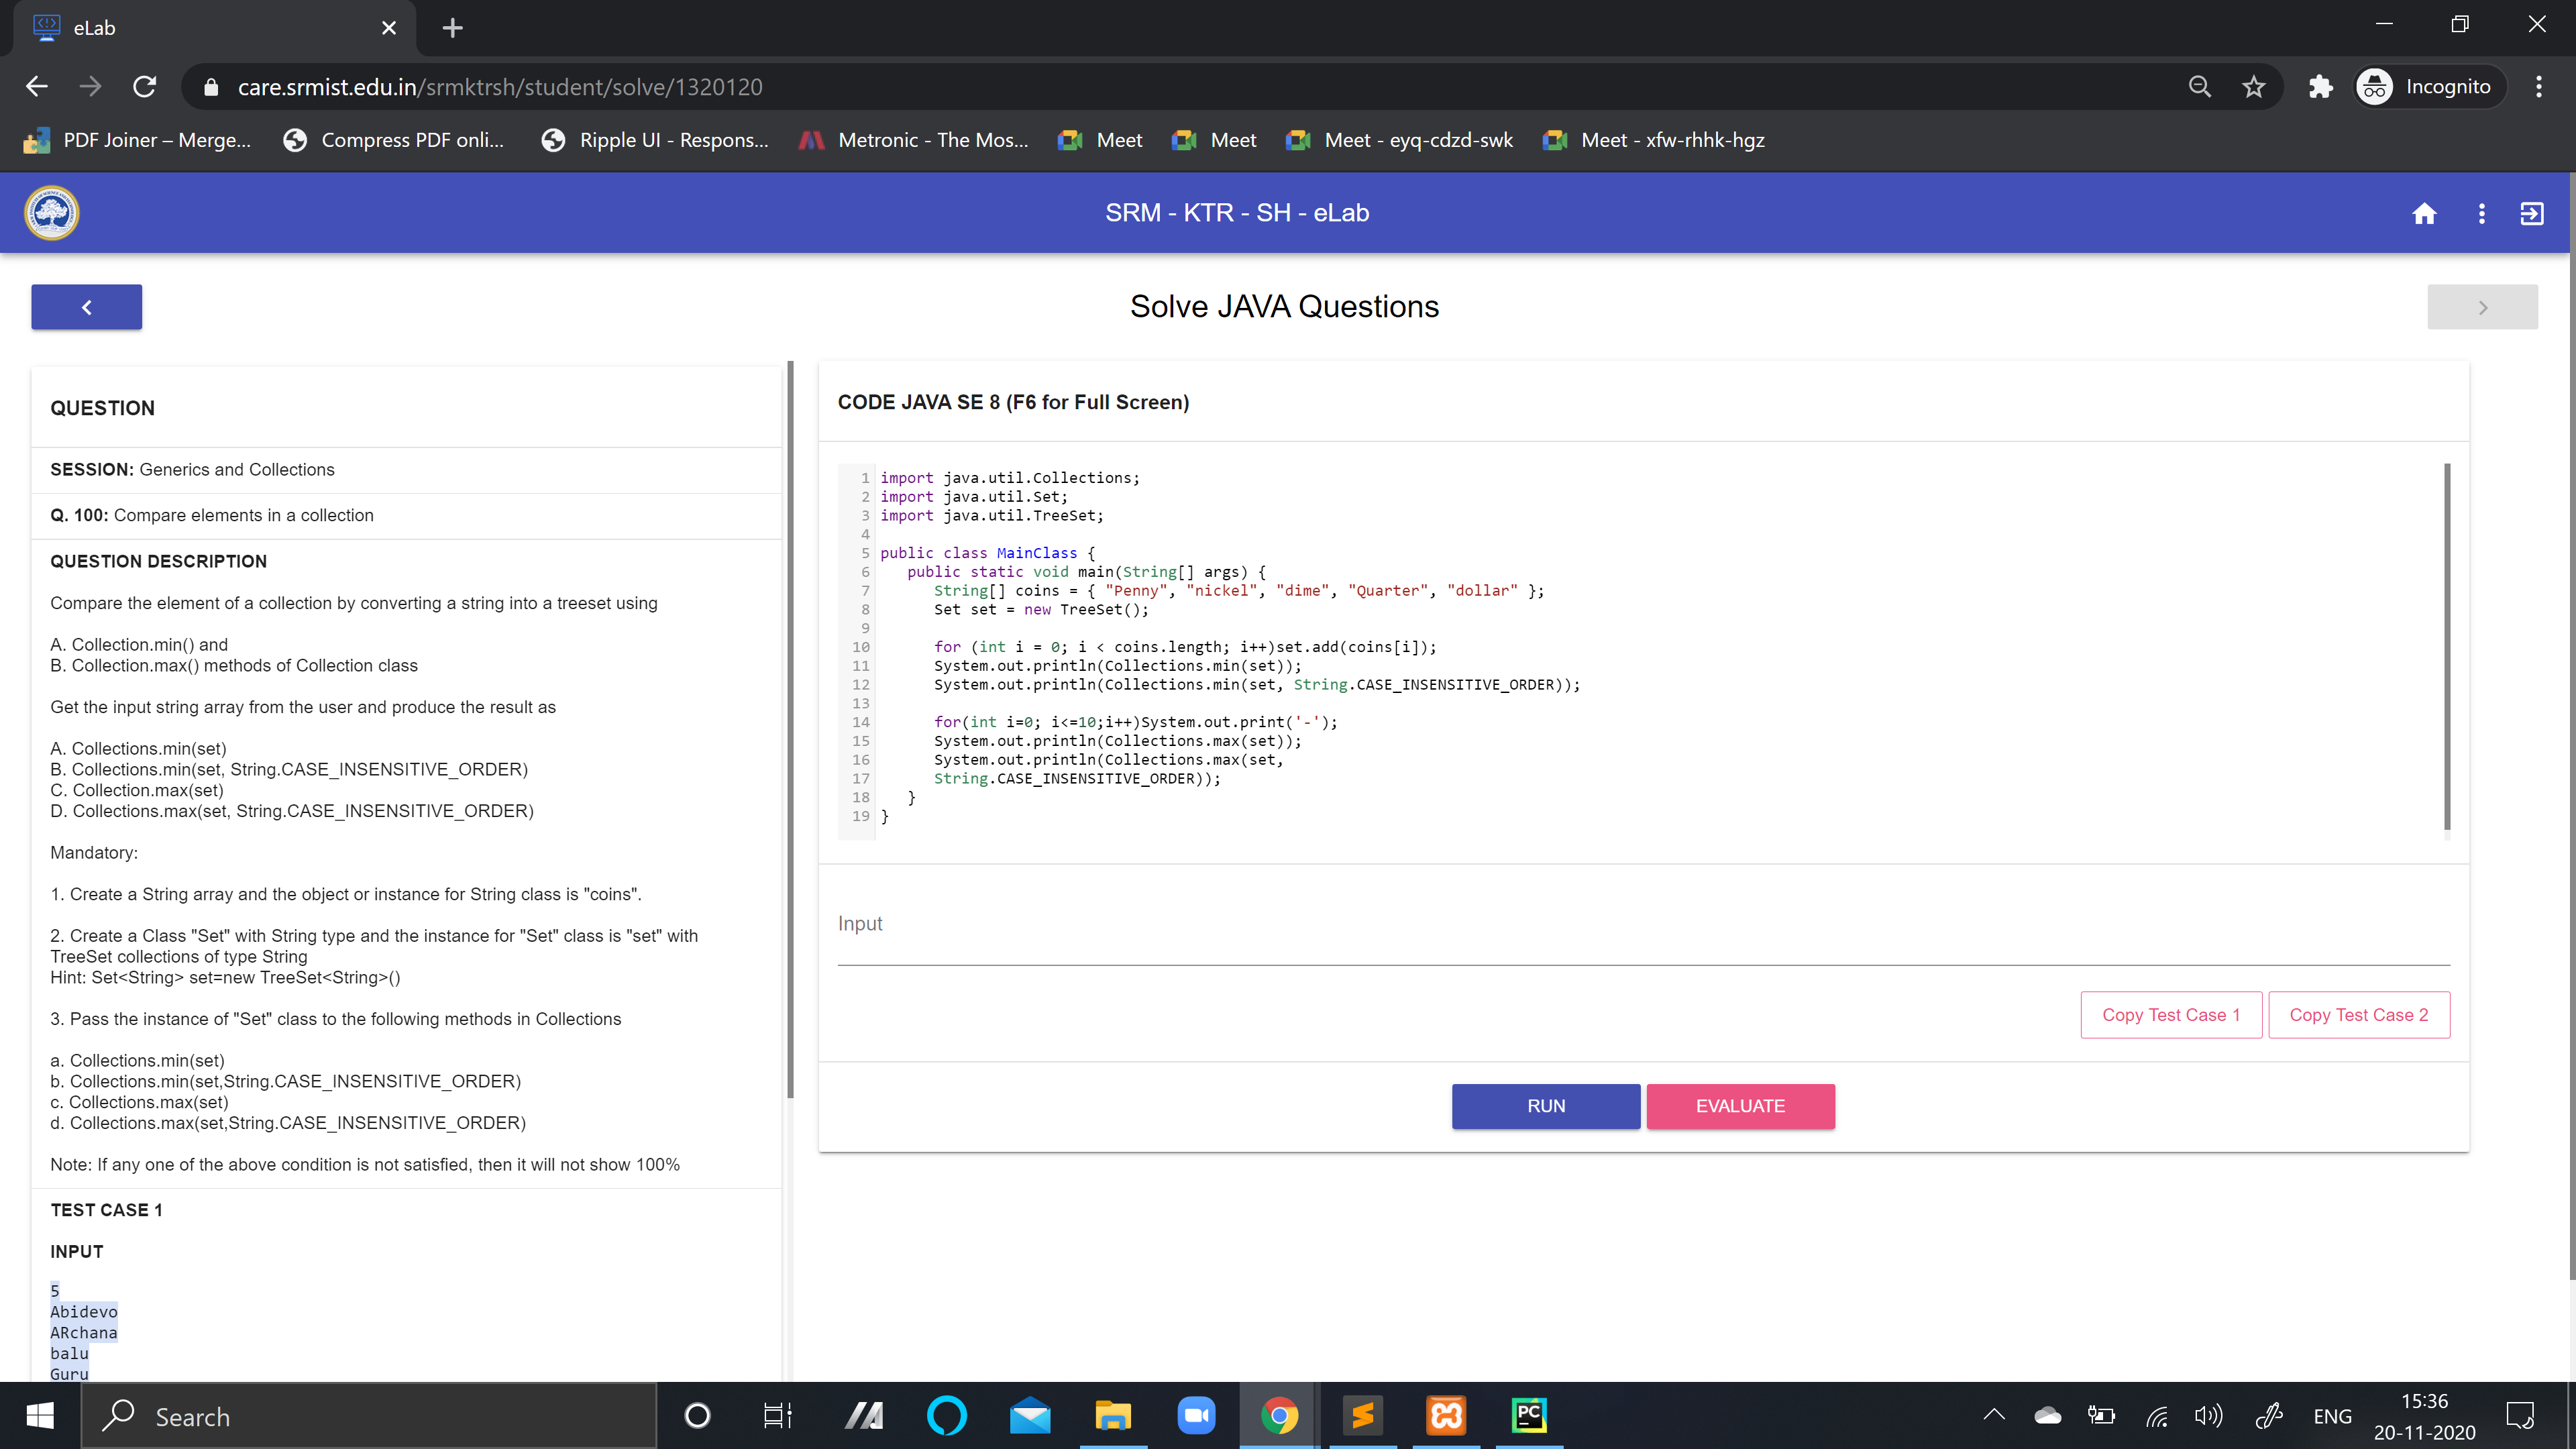 eLab
care.srmist.edu.in/srmktrsh/student/solve/1320120
Incognito
PDF Joiner – Merge...
Compress PDF onli...
Ripple UI - Respons...
Metronic - The Mos...
Meet
Meet
Meet - eyq-cdzd-swk
Meet - xfw-rhhk-hgz
SRM - KTR - SH - eLab
Solve JAVA Questions
QUESTION
SESSION: Generics and Collections
Q. 100: Compare elements in a collection
QUESTION DESCRIPTION
Compare the element of a collection by converting a string into a treeset using
A. Collection.min() and
B. Collection.max() methods of Collection class
Get the input string array from the user and produce the result as
A. Collections.min(set)
B. Collections.min(set, String.CASE_INSENSITIVE_ORDER)
C. Collection.max(set)
D. Collections.max(set, String.CASE_INSENSITIVE_ORDER)
Mandatory:
1. Create a String array and the object or instance for String class is "coins".
2. Create a Class "Set" with String type and the instance for "Set" class is "set" with
TreeSet collections of type String
Hint: Set<String> set=new TreeSet<String>()
3. Pass the instance of "Set" class to the following methods in Collections
a. Collections.min(set)
b. Collections.min(set,String.CASE_INSENSITIVE_ORDER)
c. Collections.max(set)
d. Collections.max(set,String.CASE_INSENSITIVE_ORDER)
Note: If any one of the above condition is not satisfied, then it will not show 100%
TEST CASE 1
INPUT
5
Abidevo
ARchana
balu
Guru
CODE JAVA SE 8 (F6 for Full Screen)
1 import java.util.Collections;
2 import java.util.Set;
3 import java.util.TreeSet;
4
5 public class MainClass {
6 public static void main(String[] args) {
7 String[] coins = { "Penny", "nickel", "dime", "Quarter", "dollar" };
8 Set set = new TreeSet();
9
10 for (int i = 0; i < coins.length; i++)set.add(coins[i]);
11 System.out.println(Collections.min(set));
12 System.out.println(Collections.min(set, String.CASE_INSENSITIVE_ORDER));
13
14 for(int i=0; i<=10;i++)System.out.print('-');
15 System.out.println(Collections.max(set));
16 System.out.println(Collections.max(set,
17 String.CASE_INSENSITIVE_ORDER));
18 }
19 }
Input
Copy Test Case 1
Copy Test Case 2
RUN
EVALUATE
Search
PC
ENG
15:36
20-11-2020